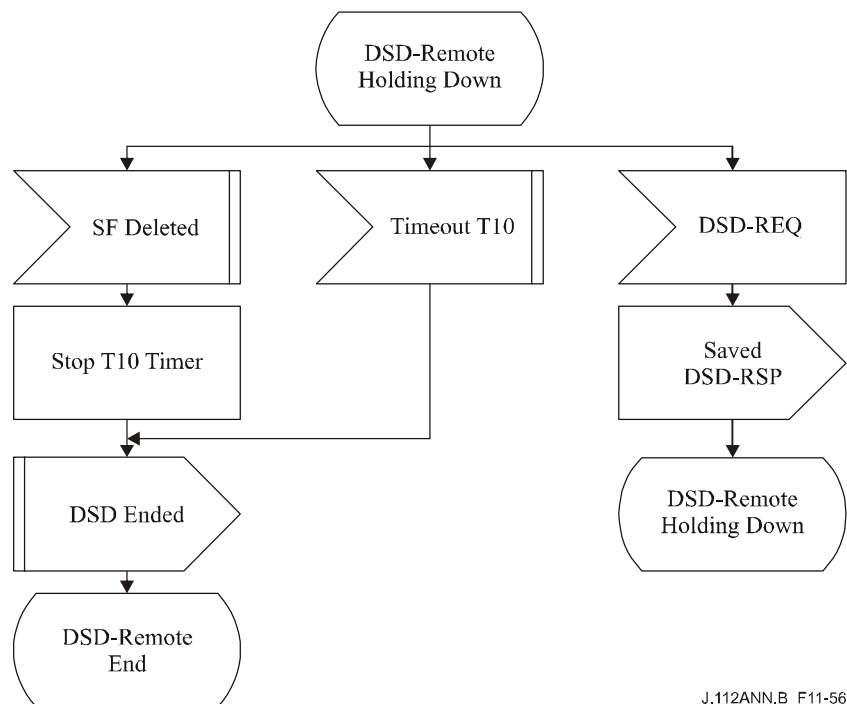 DSD-Remote
Holding Down
SF Deleted
Timeout T10
DSD-REQ
Stop T10 Timer
Saved
DSD-RSP
DSD Ended
DSD-Remote
Holding Down
DSD-Remote
End
J.112ANN.B_F11-56